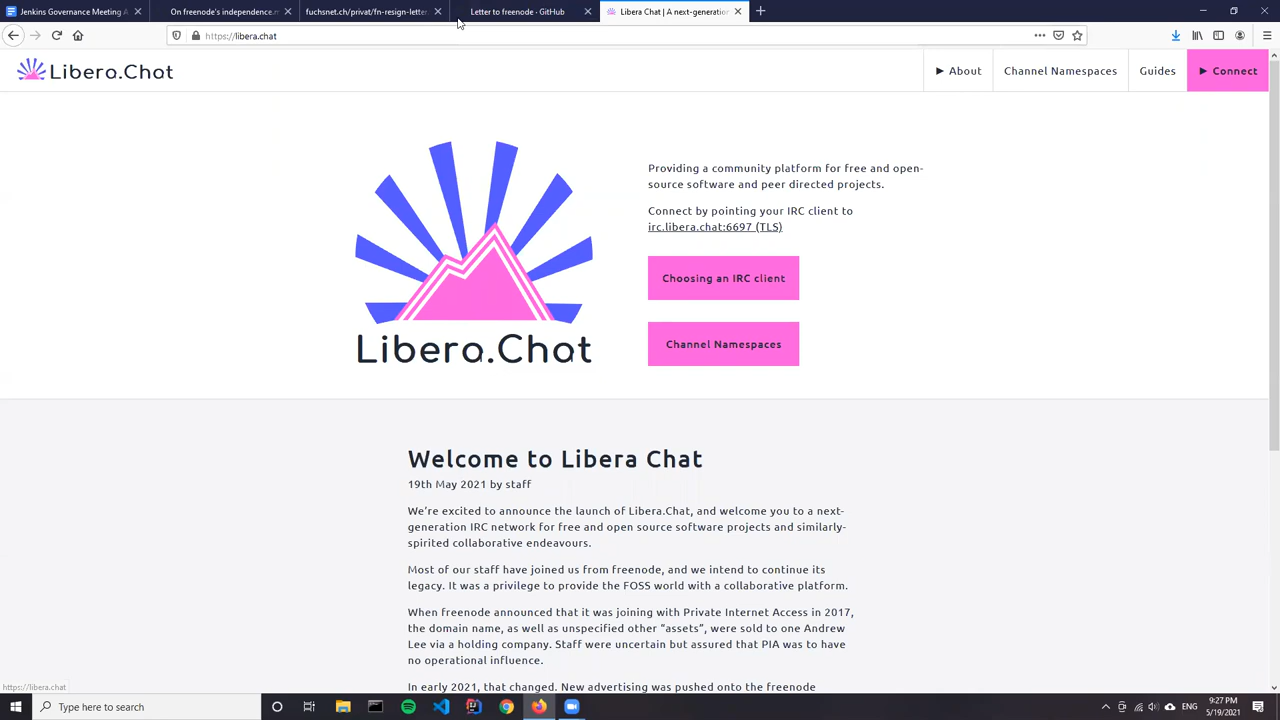 Jenkins Governance Meeting A
On freenode's independence.m
fuchsnet.ch/privat/fn-resign-letter.
Letter to freenode · GitHub
Libera Chat | A next-generation
https://libera.chat
Libera.Chat
▶ About
Channel Namespaces
Guides
▶ Connect
Providing a community platform for free and open-
source software and peer directed projects.
Connect by pointing your IRC client to
irc.libera.chat:6697 (TLS)
Choosing an IRC client
Channel Namespaces
Libera.Chat
Welcome to Libera Chat
19th May 2021 by staff
We're excited to announce the launch of Libera.Chat, and welcome you to a next-
generation IRC network for free and open source software projects and similarly-
spirited collaborative endeavours.
Most of our staff have joined us from freenode, and we intend to continue its
legacy. It was a privilege to provide the FOSS world with a collaborative platform.
When freenode announced that it was joining with Private Internet Access in 2017,
the domain name, as well as unspecified other “assets”, were sold to one Andrew
Lee via a holding company. Staff were uncertain but assured that PIA was to have
no operational influence.
In early 2021, that changed. New advertising was pushed onto the freenode
https://libera.chat
Type here to search
9:27 PM
5/19/2021